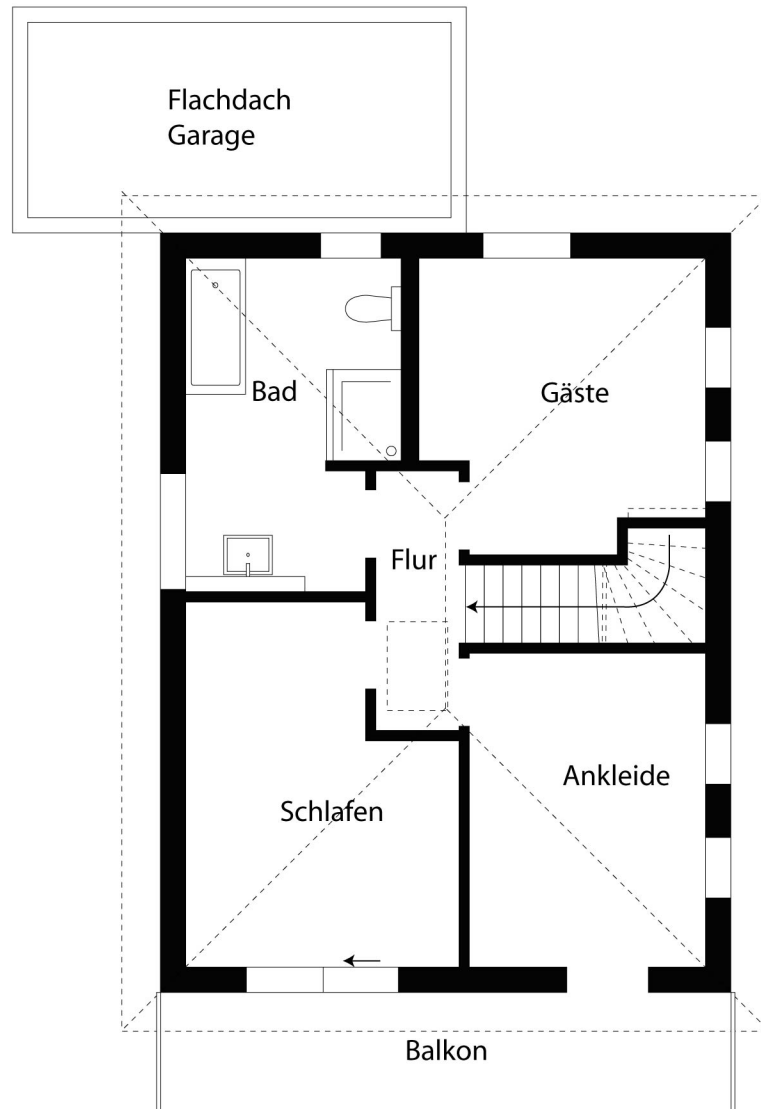 Flachdach
Garage
Bad
Gäste
Flur
Ankleide
Schlafen
Balkon